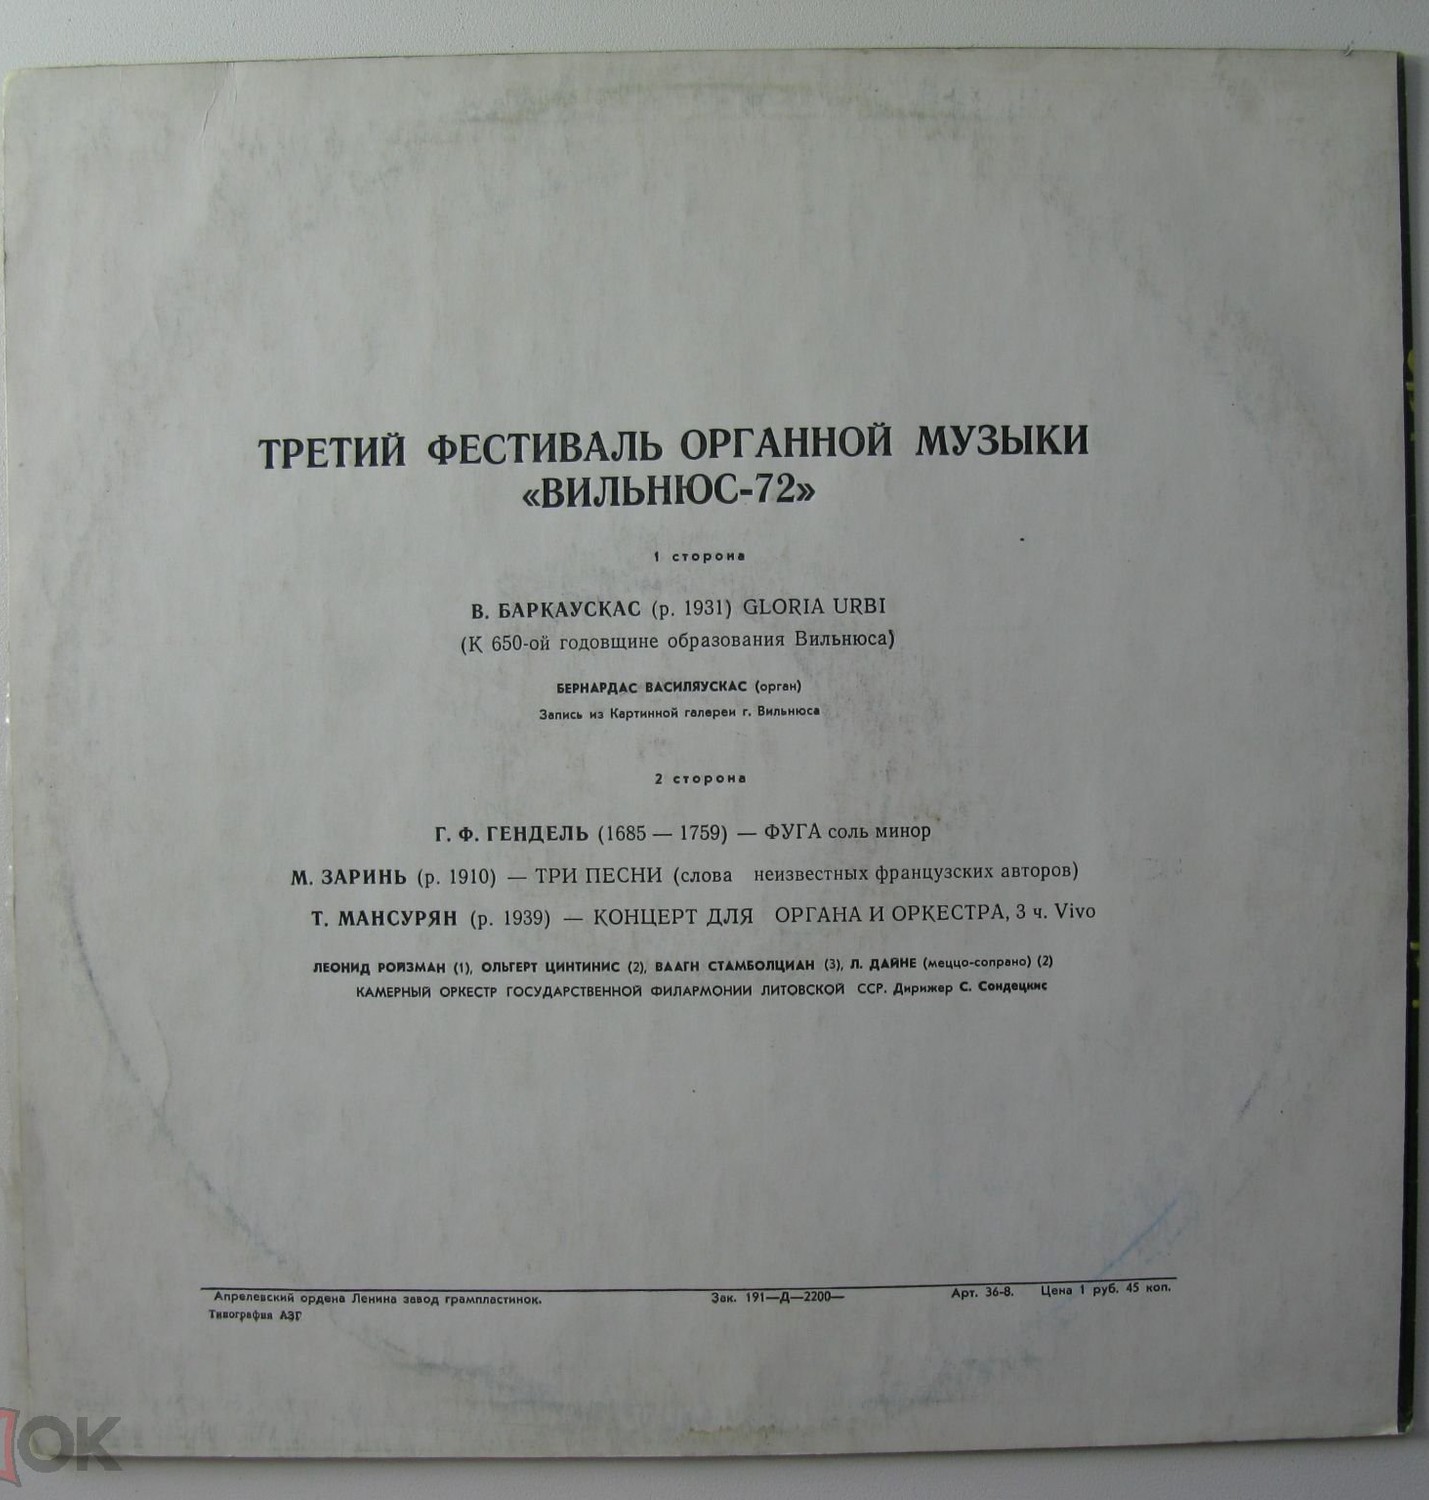 ТРЕТИЙ ФЕСТИВАЛЬ ОРГАННОЙ МУЗЫКИ
«ВИЛЬНЮС-72»
1 сторона
В. БАРКАУСКАС (р. 1931) GLORIA URBI
(К 650-ой годовщине образования Вильнюса)
БЕРНАРДАС ВАСИЛЯУСКАС (орган)
Запись из Картинной галереи г. Вильнюса
2 сторона
Г. Ф. ГЕНДЕЛЬ (1685 — 1759) — ФУГА соль минор
М. ЗАРИНЬ (р. 1910) — ТРИ ПЕСНИ (слова неизвестных французских авторов)
Т. МАНСУРЯН (р. 1939) — КОНЦЕРТ ДЛЯ ОРГАНА И ОРКЕСТРА, 3 ч. Vivo
ЛЕОНИД РОЙЗМАН (1), ОЛЬГЕРТ ЦИНТИНИС (2), ВААГН СТАМБОЛЦИАН (3), Л. ДАЙНЕ (меццо-сопрано) (2)
КАМЕРНЫЙ ОРКЕСТР ГОСУДАРСТВЕННОЙ ФИЛАРМОНИИ ЛИТОВСКОЙ ССР. Дирижер С. Сондецкис
Апрелевский ордена Ленина завод грампластинок. Зак. 191—Д—2200— Арт. 36-8. Цена 1 руб. 45 коп.
Типография АЗГ
ОК